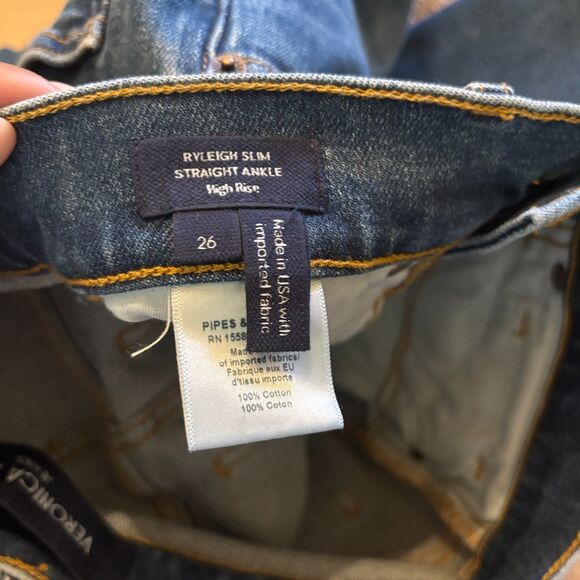 RYLEIGH SLIM
STRAIGHT ANKLE
High Rise
26
Made in USA with
imported fabric
PIPES &
RN 1558
Made
of imported fabrics/
Fabrique aux EU
d'tissu importe
100% Cotton
100% Coton
VERONICA